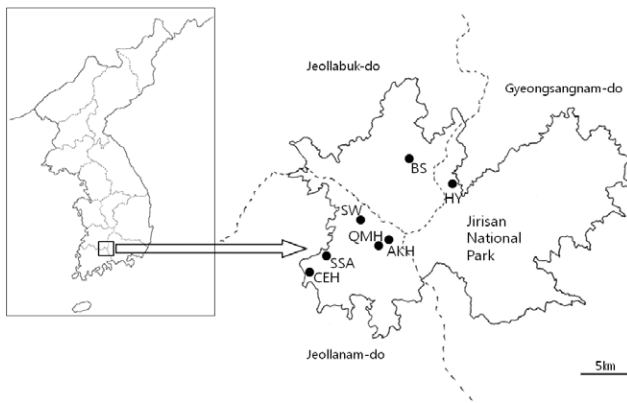 Jeollabuk-do
Gyeongsangnam-do
BS
HY
SW
QMH
AKH
Jirisan
National
Park
SSA
CEH
Jeollanam-do
5km